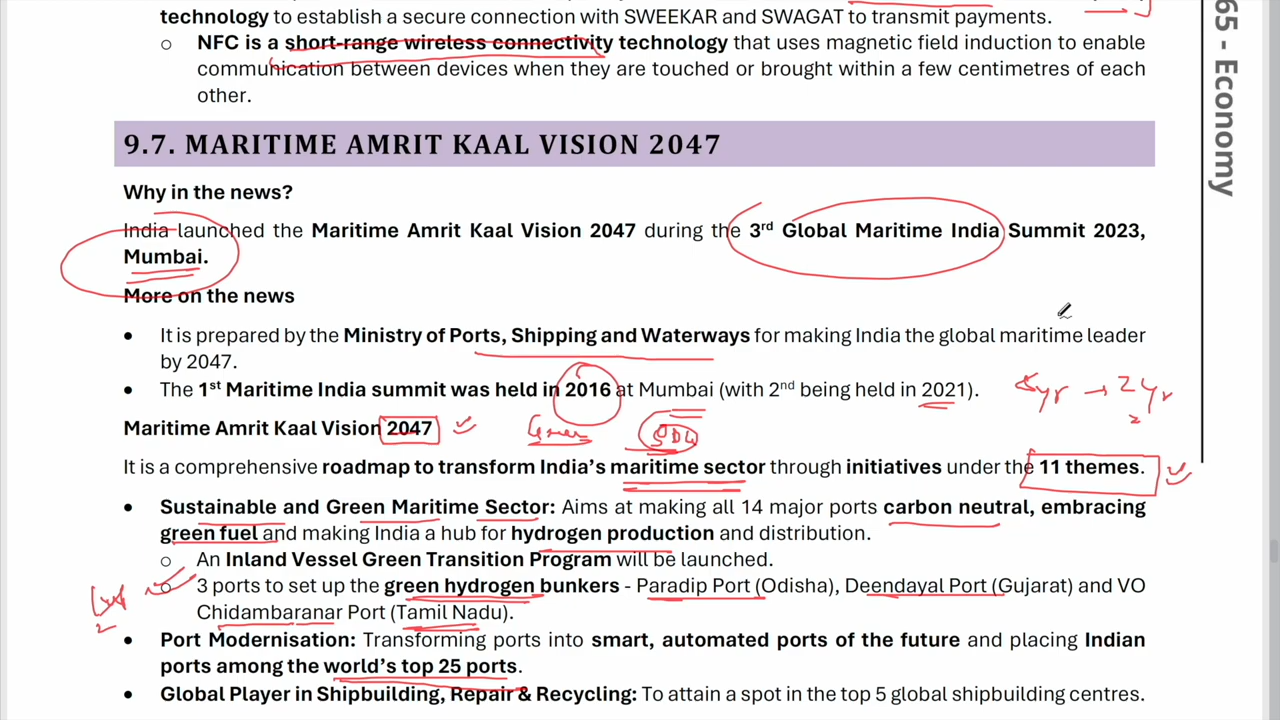 technology to establish a secure connection with SWEEKAR and SWAGAT to transmit payments.
o NFC is a short-range wireless connectivity technology that uses magnetic field induction to enable
communication between devices when they are touched or brought within a few centimetres of each
other.
65 - Economy
9.7. MARITIME AMRIT KAAL VISION 2047
Why in the news?
India launched the Maritime Amrit Kaal Vision 2047 during the 3rd Global Maritime India Summit 2023,
Mumbai.
More on the news
• It is prepared by the Ministry of Ports, Shipping and Waterways for making India the global maritime leader
by 2047.
• The 1st Maritime India summit was held in 2016 at Mumbai (with 2nd being held in 2021).
yr → 2 yr
2
Maritime Amrit Kaal Vision 2047
Green SDG
It is a comprehensive roadmap to transform India's maritime sector through initiatives under the 11 themes.
• Sustainable and Green Maritime Sector: Aims at making all 14 major ports carbon neutral, embracing
green fuel and making India a hub for hydrogen production and distribution.
o An Inland Vessel Green Transition Program will be launched.
o 3 ports to set up the green hydrogen bunkers - Paradip Port (Odisha), Deendayal Port (Gujarat) and VO
Chidambaranar Port (Tamil Nadu).
• Port Modernisation: Transforming ports into smart, automated ports of the future and placing Indian
ports among the world's top 25 ports.
• Global Player in Shipbuilding, Repair & Recycling: To attain a spot in the top 5 global shipbuilding centres.